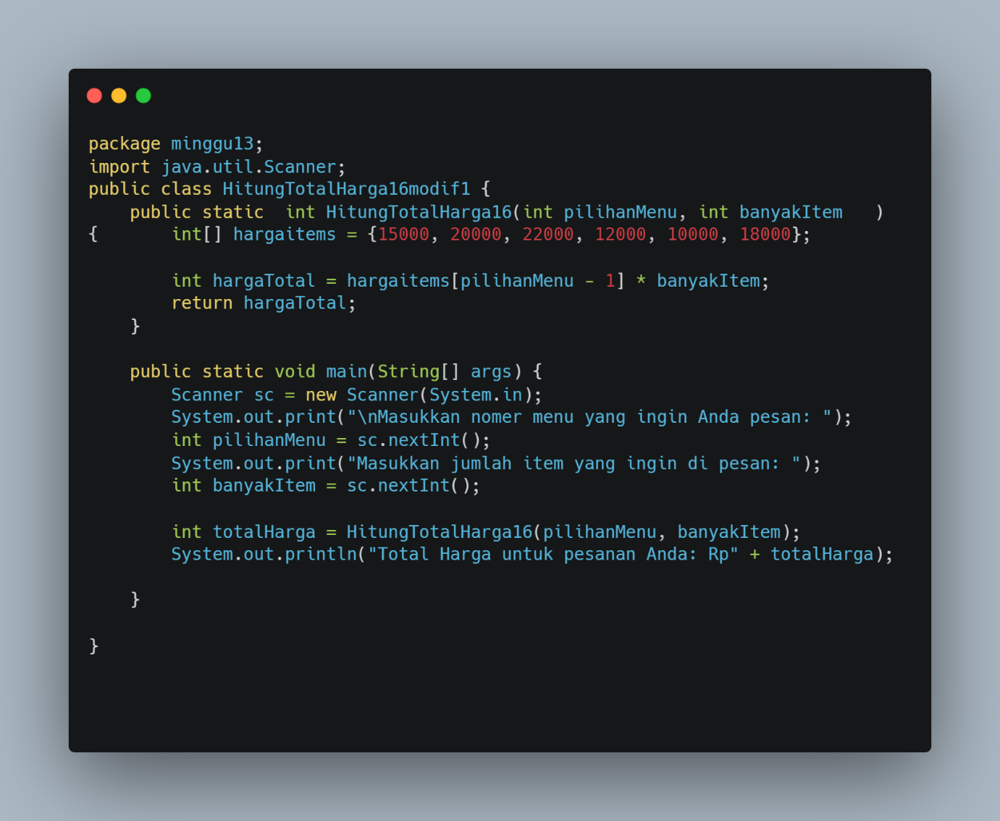 package minggu13;
import java.util.Scanner;
public class HitungTotalHarga16modif1 {
    public static  int HitungTotalHarga16(int pilihanMenu, int banyakItem   )
{       int[] hargaitems = {15000, 20000, 22000, 12000, 10000, 18000};

        int hargaTotal = hargaitems[pilihanMenu - 1] * banyakItem;
        return hargaTotal;
    }

    public static void main(String[] args) {
        Scanner sc = new Scanner(System.in);
        System.out.print("\nMasukkan nomer menu yang ingin Anda pesan: ");
        int pilihanMenu = sc.nextInt();
        System.out.print("Masukkan jumlah item yang ingin di pesan: ");
        int banyakItem = sc.nextInt();

        int totalHarga = HitungTotalHarga16(pilihanMenu, banyakItem);
        System.out.println("Total Harga untuk pesanan Anda: Rp" + totalHarga);

    }

}